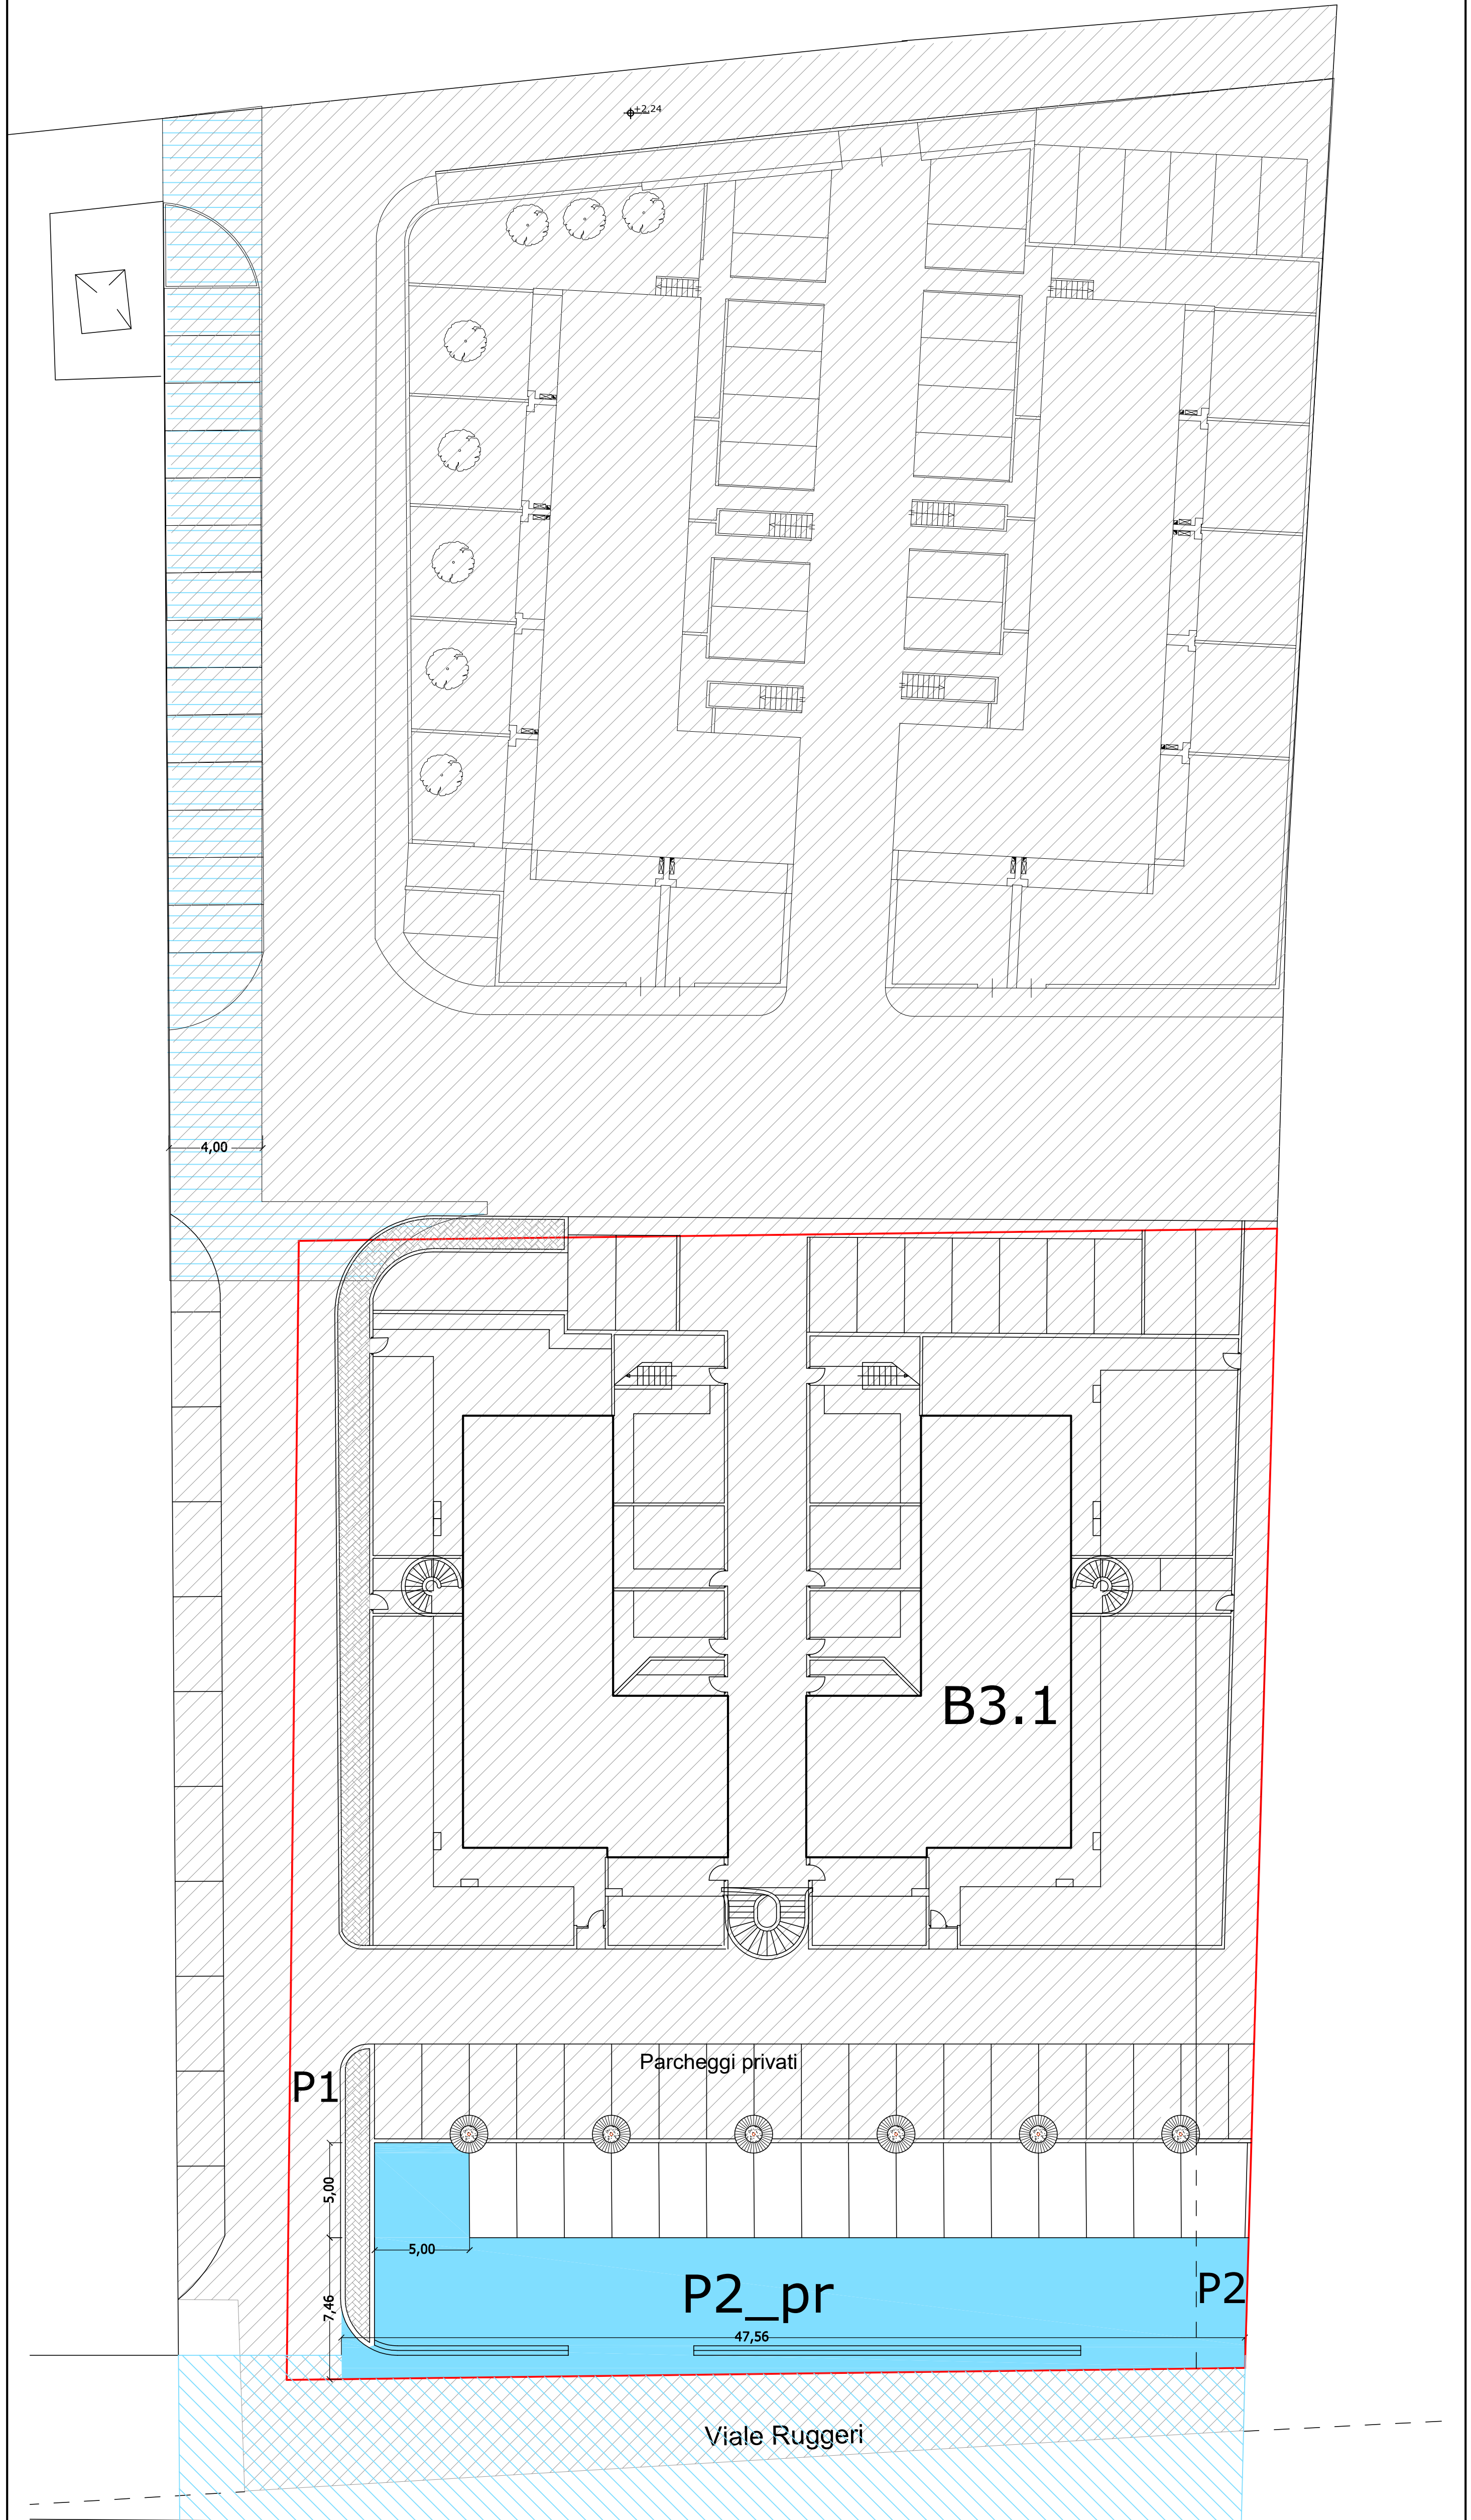 +2,24
4,00
B3.1
Parcheggi privati
P1
5,00
5,00
P2_pr
P2
7,46
47,56
Viale Ruggeri